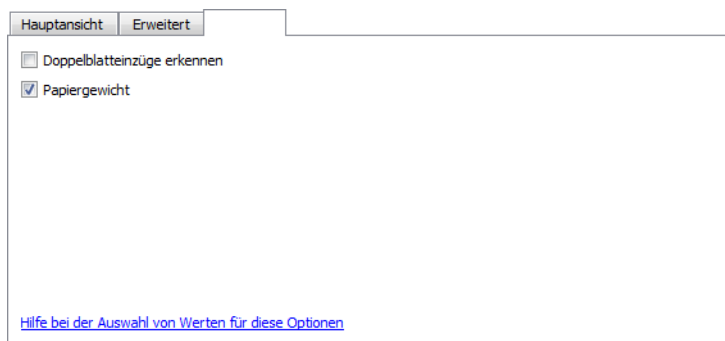 Hauptansicht Erweitert
Doppelblatteinzüge erkennen
Papiergewicht
Hilfe bei der Auswahl von Werten für diese Optionen